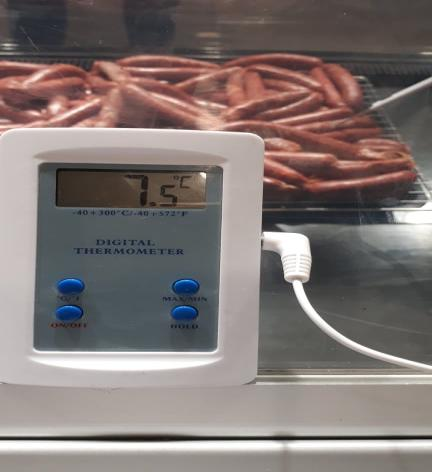 7.5°C
-40+300°C/-40+572°F
DIGITAL
THERMOMETER
°C/°F MAX/MIN
ON/OFF HOLD